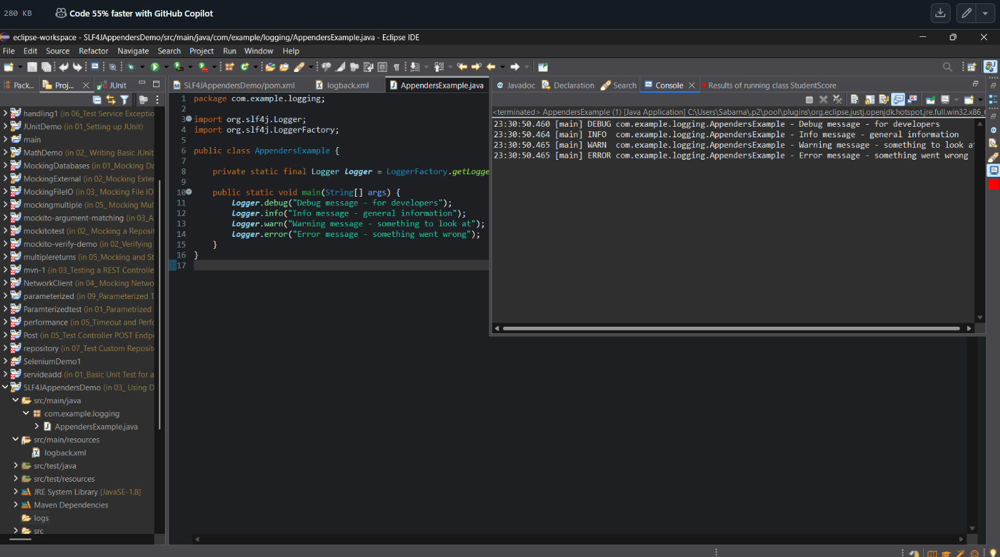 280 KB
Code 55% faster with GitHub Copilot
eclipse-workspace - SLF4JAppendersDemo/src/main/java/com/example/logging/AppendersExample.java - Eclipse IDE
File Edit Source Refactor Navigate Search Project Run Window Help
Pack... Proj... JUnit
handling1 (in 06_Test Service Exceptio
JUnitDemo (in 01_Setting up JUnit)
main
MathDemo (in 02_ Writing Basic JUnit
MockingDatabases (in 01_Mocking Da
MockingExternal (in 02_Mocking Exter
MockingFileIO (in 03_ Mocking File IO
mockingmultiple (in 05_ Mocking Mul
mockito-argument-matching (in 03_A
mockitotest (in 02_ Mocking a Reposit
mockito-verify-demo (in 02_Verifying
multiplereturns (in 05_Mocking and St
mvn-1 (in 03_Testing a REST Controlle
NetworkClient (in 04_ Mocking Netwo
parameterized (in 09_Parameterized T
Paramterizedtest (in 01_Parametrized
performance (in 05_Timeout and Perfo
Post (in 05_Test Controller POST Endp
repository (in 07_Test Custom Reposit
SeleniumDemo1
servideadd (in 01_Basic Unit Test for a
SLF4JAppendersDemo (in 03_ Using D
src/main/java
com.example.logging
AppendersExample.java
src/main/resources
logback.xml
src/test/java
src/test/resources
JRE System Library [JavaSE-1.8]
Maven Dependencies
logs
src
SLF4JAppendersDemo/pom.xml logback.xml AppendersExample.java
1 package com.example.logging;
2
3 import org.slf4j.Logger;
4 import org.slf4j.LoggerFactory;
5
6 public class AppendersExample {
7
8 private static final Logger logger = LoggerFactory.getLogge
9
10 public static void main(String[] args) {
11 logger.debug("Debug message - for developers");
12 logger.info("Info message - general information");
13 logger.warn("Warning message - something to look at");
14 logger.error("Error message - something went wrong");
15 }
16 }
17
Javadoc Declaration Search Console Results of running class StudentScore
<terminated> AppendersExample (1) [Java Application] C:\Users\Sabarna\.p2\pool\plugins\org.eclipse.justj.openjdk.hotspot.jre.full.win32.x86_6
23:30:50.460 [main] DEBUG com.example.logging.AppendersExample - Debug message - for developers
23:30:50.464 [main] INFO com.example.logging.AppendersExample - Info message - general information
23:30:50.465 [main] WARN com.example.logging.AppendersExample - Warning message - something to look at
23:30:50.465 [main] ERROR com.example.logging.AppendersExample - Error message - something went wrong